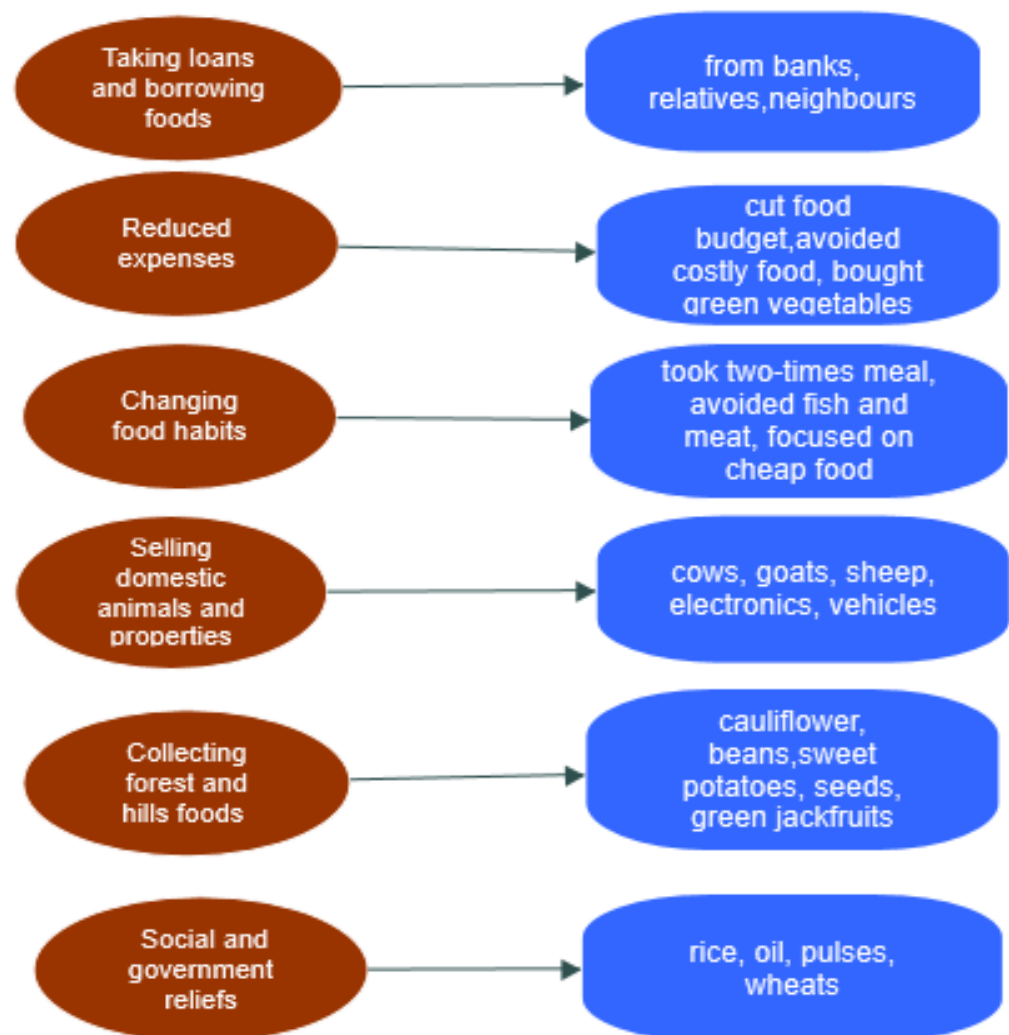 Taking loans
and borrowing
foods
from banks,
relatives,neighbours
Reduced
expenses
cut food
budget,avoided
costly food, bought
green vegetables
Changing
food habits
took two-times meal,
avoided fish and
meat, focused on
cheap food
Selling
domestic
animals and
properties
cows, goats, sheep,
electronics, vehicles
Collecting
forest and
hills foods
cauliflower,
beans,sweet
potatoes, seeds,
green jackfruits
Social and
government
reliefs
rice, oil, pulses,
wheats